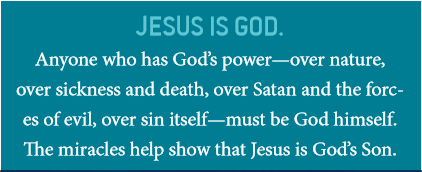 JESUS IS GOD.
Anyone who has God’s power—over nature,
over sickness and death, over Satan and the forc-
es of evil, over sin itself—must be God himself.
The miracles help show that Jesus is God’s Son.